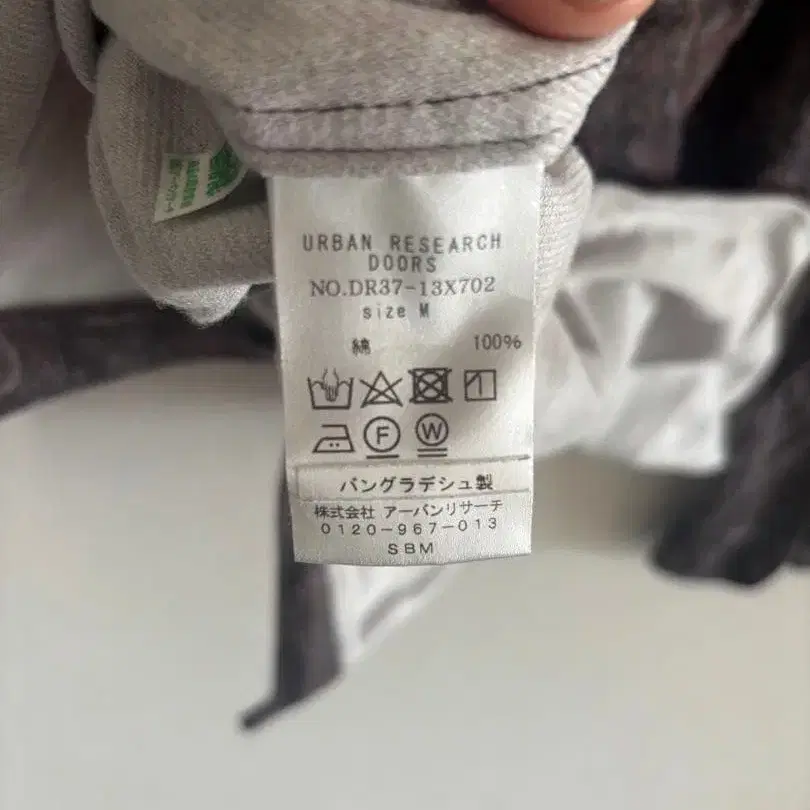 URBAN RESEARCH
DOORS
NO.DR37-13X702
size M
綿 100%
F W
バングラデシュ製
株式会社 アーバンリサーチ
0120-967-013
SBM